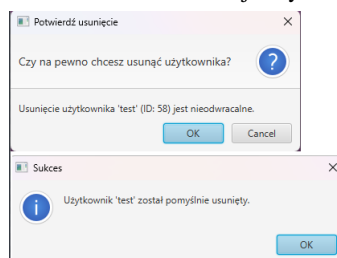 Potwierdź usunięcie
Czy na pewno chcesz usunąć użytkownika?
Usunięcie użytkownika 'test' (ID: 58) jest nieodwracalne.
OK Cancel
Sukces
Użytkownik 'test' został pomyślnie usunięty.
OK